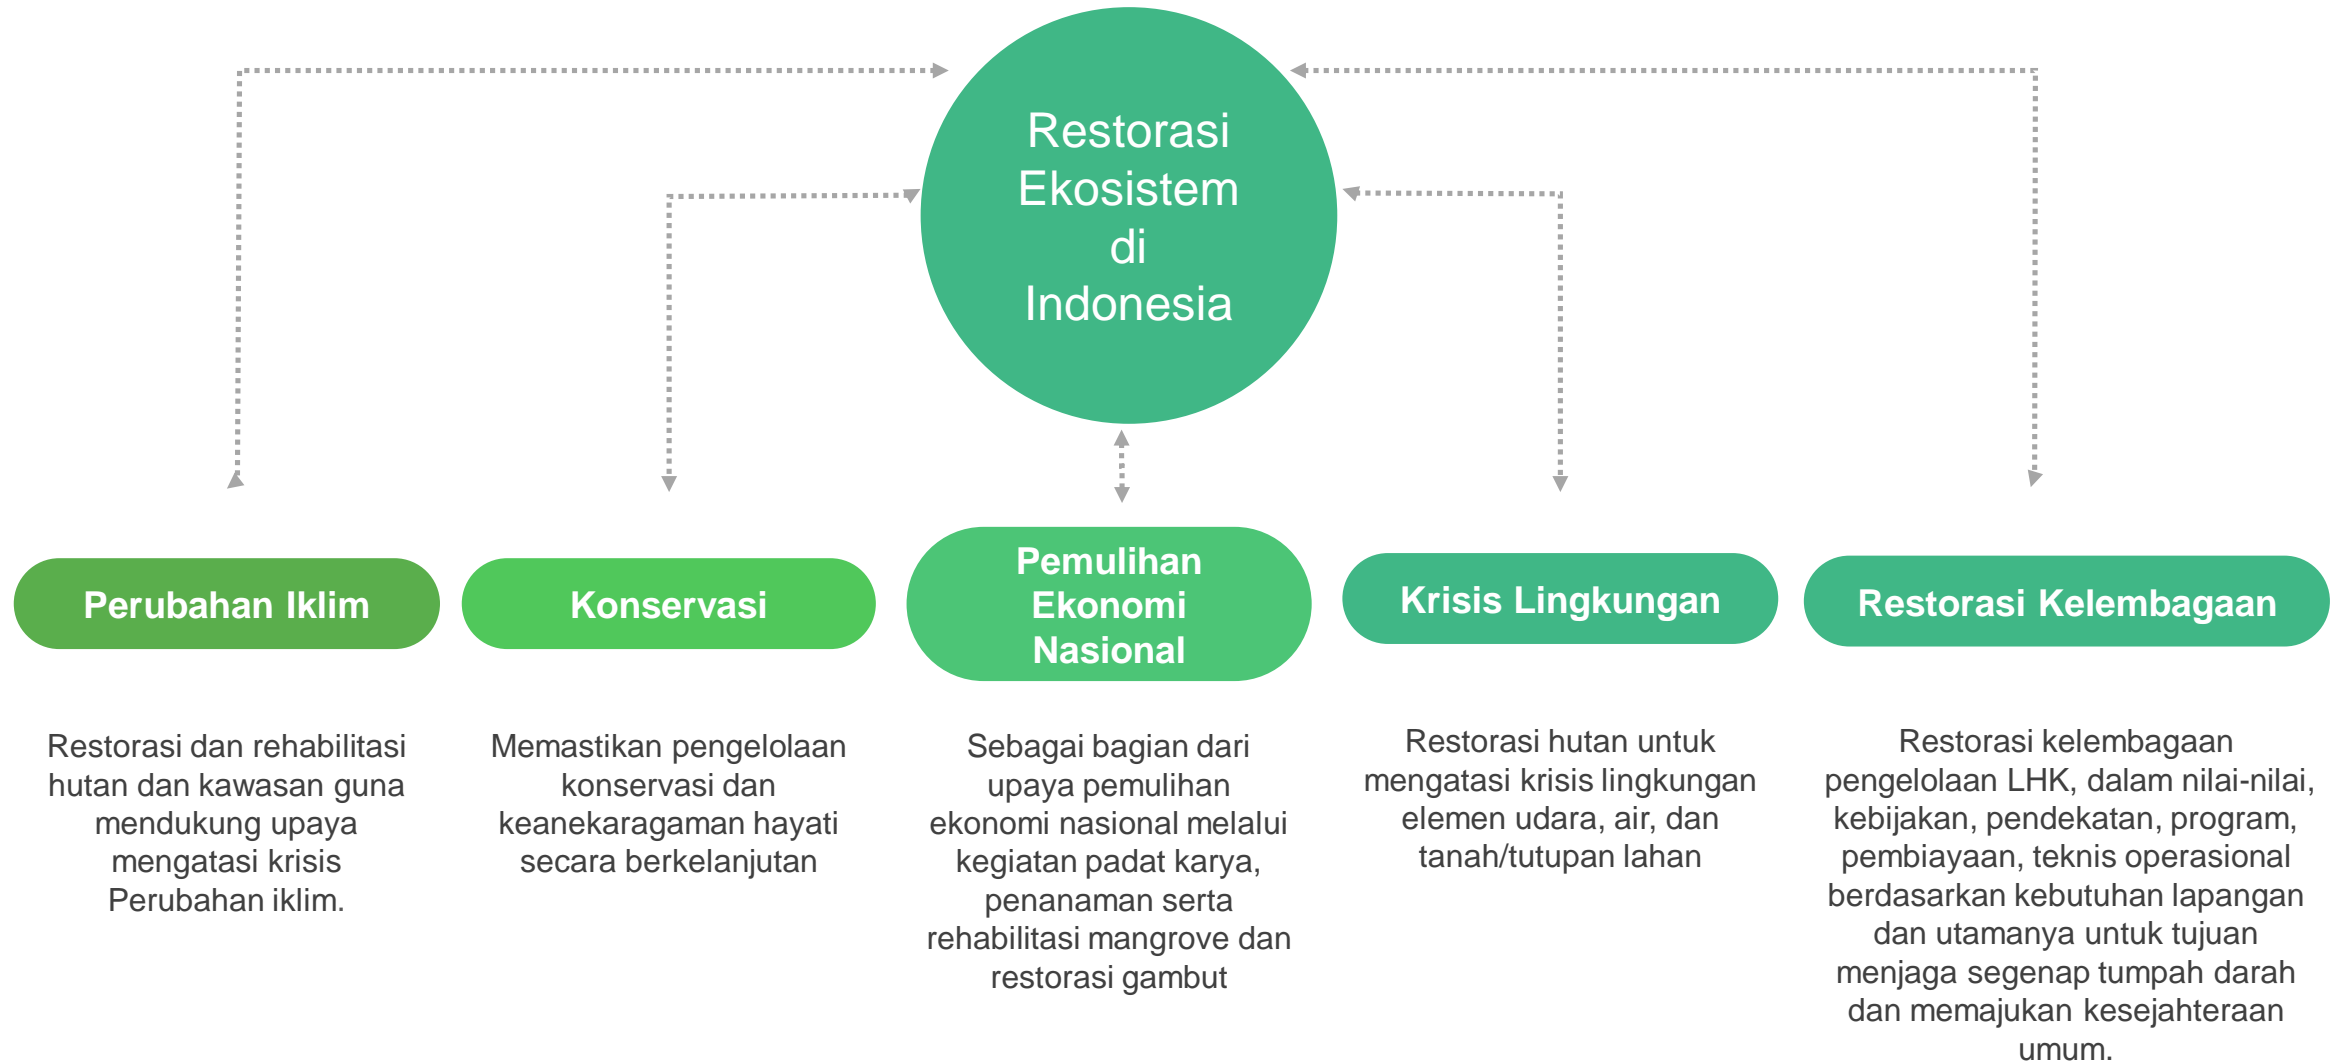 Restorasi
Ekosistem
di
Indonesia
Perubahan Iklim
Restorasi dan rehabilitasi
hutan dan kawasan guna
mendukung upaya
mengatasi krisis
Perubahan iklim.
Konservasi
Memastikan pengelolaan
konservasi dan
keanekaragaman hayati
secara berkelanjutan
Pemulihan
Ekonomi
Nasional
Sebagai bagian dari
upaya pemulihan
ekonomi nasional melalui
kegiatan padat karya,
penanaman serta
rehabilitasi mangrove dan
restorasi gambut
Krisis Lingkungan
Restorasi hutan untuk
mengatasi krisis lingkungan
elemen udara, air, dan
tanah/tutupan lahan
Restorasi Kelembagaan
Restorasi kelembagaan
pengelolaan LHK, dalam nilai-nilai,
kebijakan, pendekatan, program,
pembiayaan, teknis operasional
berdasarkan kebutuhan lapangan
dan utamanya untuk tujuan
menjaga segenap tumpah darah
dan memajukan kesejahteraan
umum.